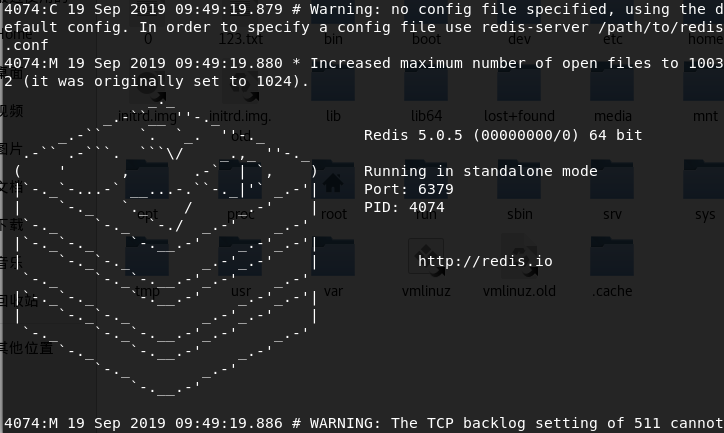 4074:C 19 Sep 2019 09:49:19.879 # Warning: no config file specified, using the d
efault config. In order to specify a config file use redis-server /path/to/redis
.conf
4074:M 19 Sep 2019 09:49:19.880 * Increased maximum number of open files to 1003
2 (it was originally set to 1024).
Redis 5.0.5 (00000000/0) 64 bit
Running in standalone mode
Port: 6379
PID: 4074
http://redis.io
4074:M 19 Sep 2019 09:49:19.886 # WARNING: The TCP backlog setting of 511 cannot
0 123.txt bin boot dev etc home
initrd.img initrd.img.old lib lib64 lost+found media mnt
opt proc root run sbin srv sys
tmp usr var vmlinuz vmlinuz.old .cache
视频
图片
下载
音乐
回收站
其他位置